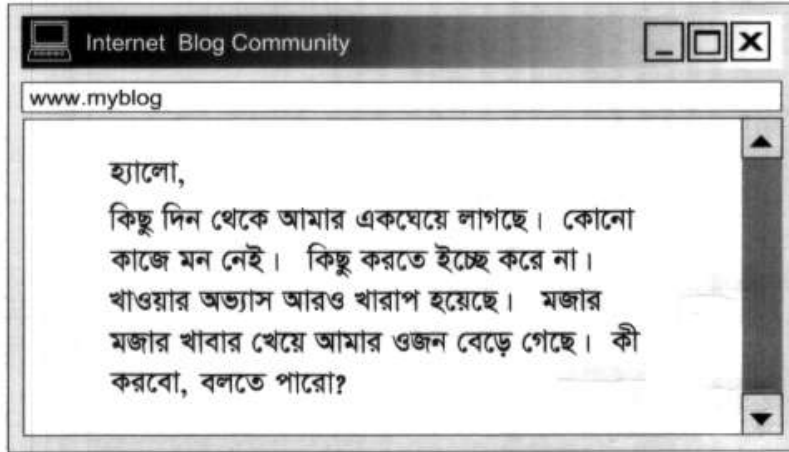 Internet Blog Community
www.myblog
হ্যালো,
কিছু দিন থেকে আমার একঘেয়ে লাগছে। কোনো
কাজে মন নেই। কিছু করতে ইচ্ছে করে না।
খাওয়ার অভ্যাস আরও খারাপ হয়েছে। মজার
মজার খাবার খেয়ে আমার ওজন বেড়ে গেছে। কী
করবো, বলতে পারো?